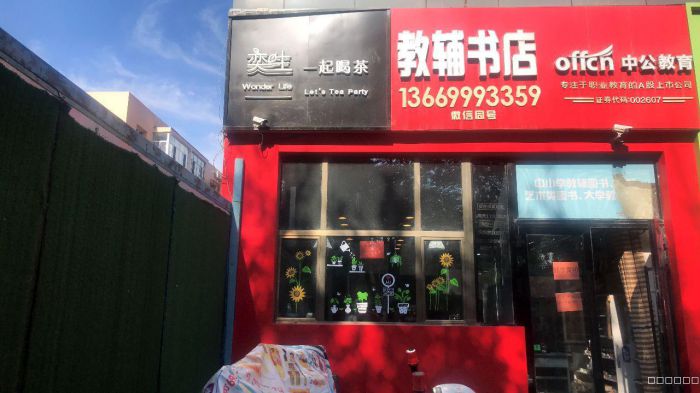 奕生
Wonder Life
一起喝茶
Let's Tea Party
教辅书店
13669993359
微信同号
offcn 中公教育
专注于职业教育的A股上市公司
证券代码:002607
中小学教辅图书、
艺术类图书、大学教